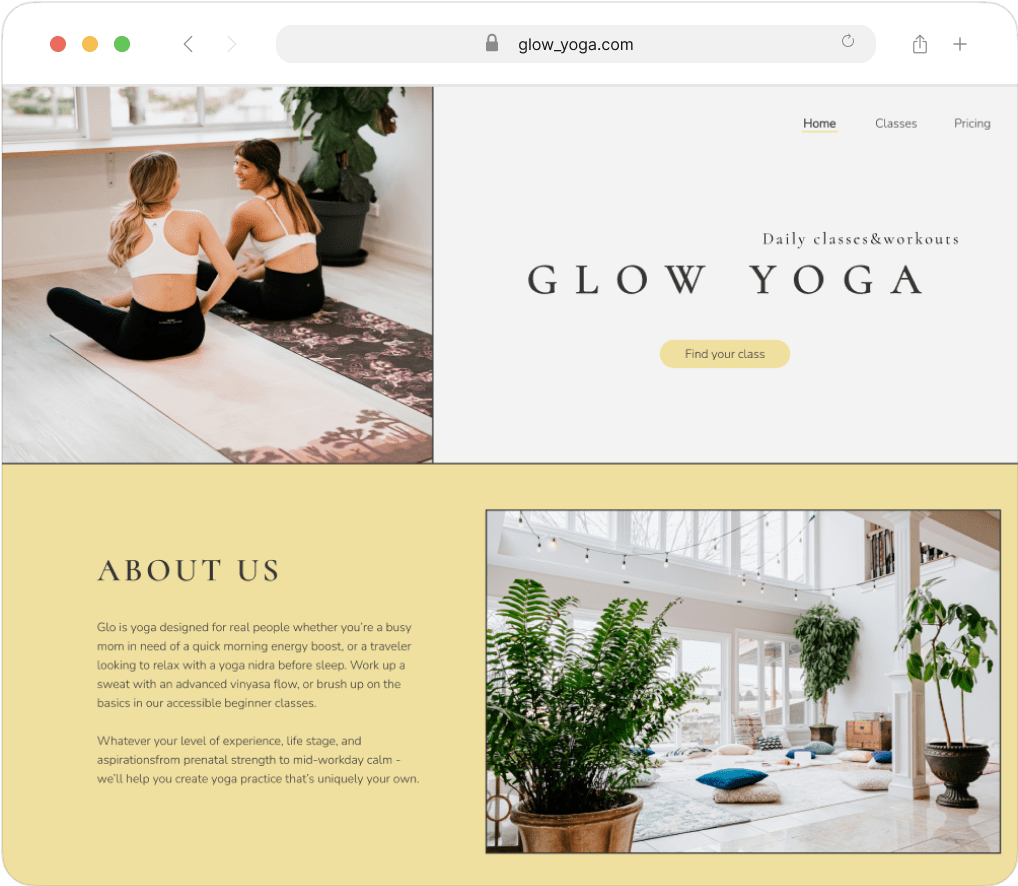 glow_yoga.com
Home Classes Pricing
Daily classes&workouts
GLOW YOGA
Find your class
ABOUT US
Glo is yoga designed for real people whether you're a busy
mom in need of a quick morning energy boost, or a traveler
looking to relax with a yoga nidra before sleep. Work up a
sweat with an advanced vinyasa flow, or brush up on the
basics in our accessible beginner classes.
Whatever your level of experience, life stage, and
aspirationsfrom prenatal strength to mid-workday calm -
we'll help you create yoga practice that's uniquely your own.